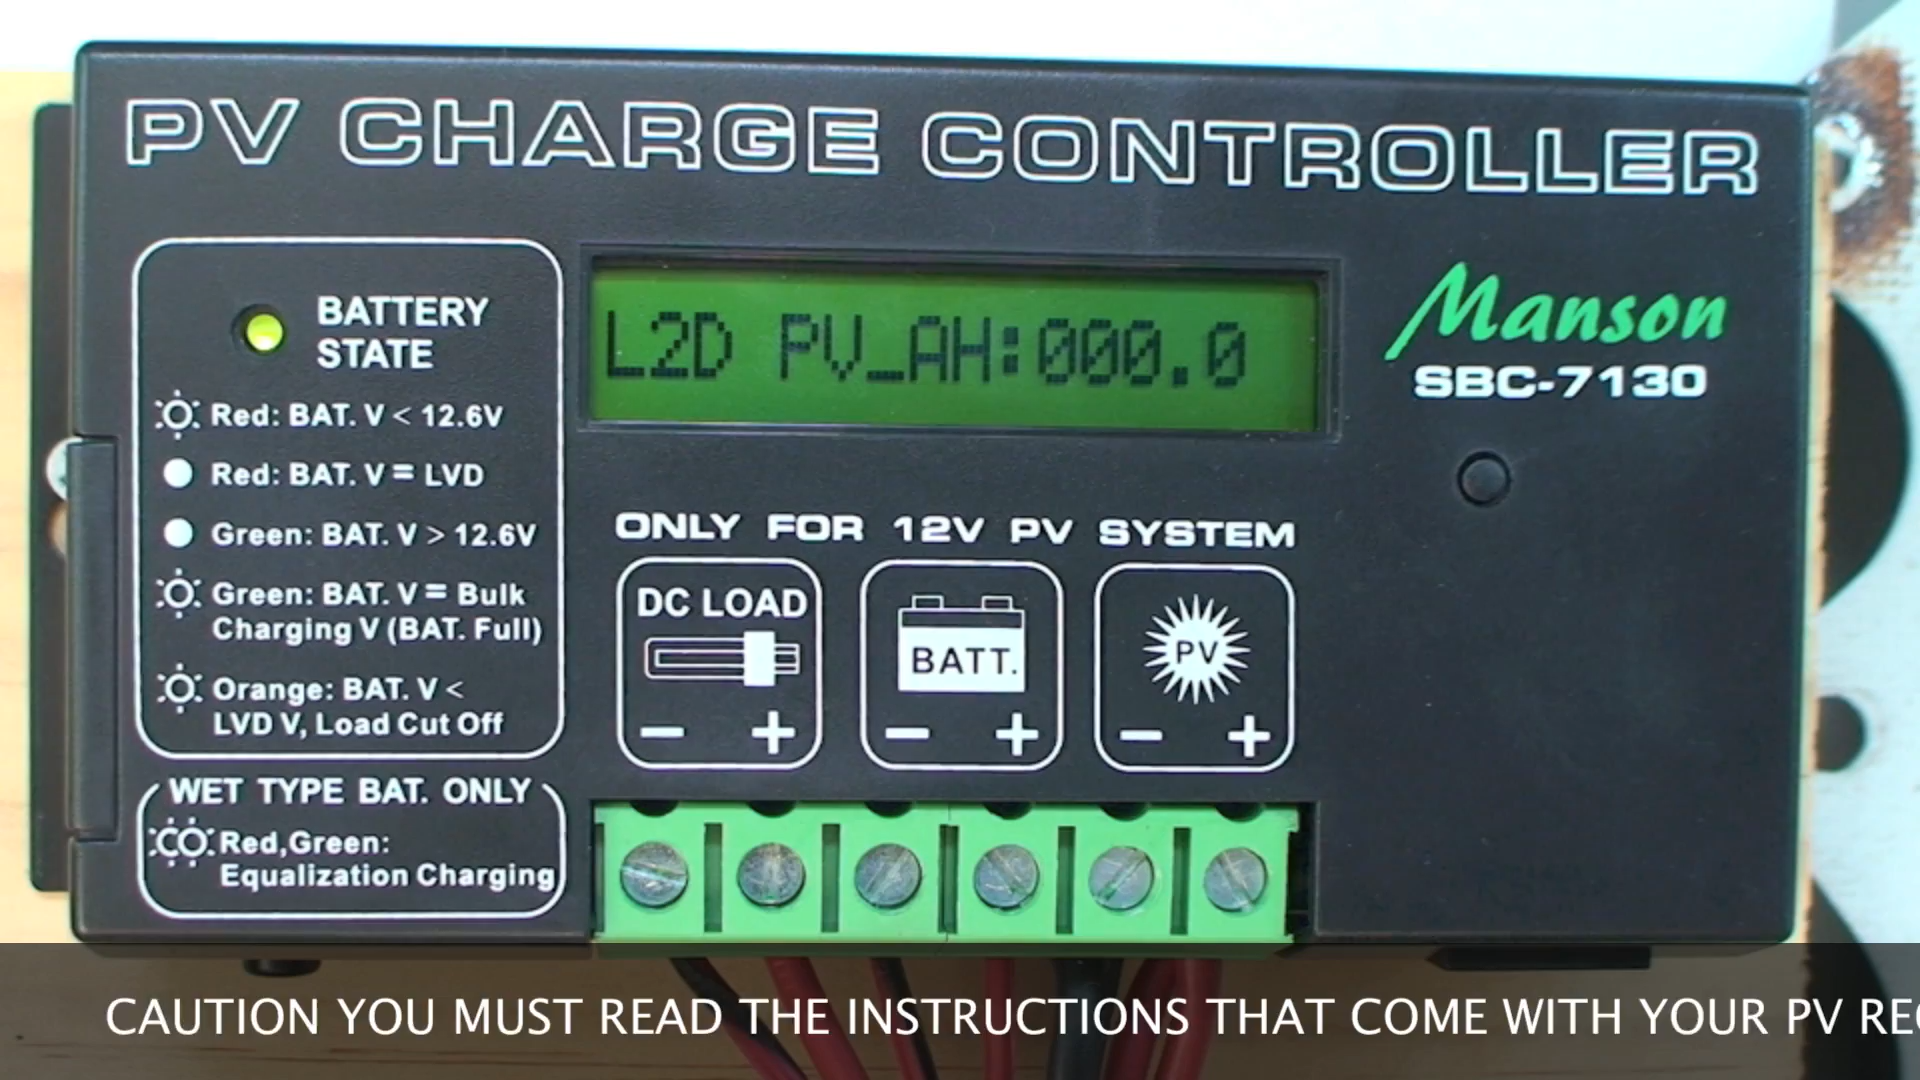 PV CHARGE CONTROLLER
BATTERY
STATE
Red: BAT. V < 12.6V
Red: BAT. V = LVD
Green: BAT. V > 12.6V
Green: BAT. V = Bulk
Charging V (BAT. Full)
Orange: BAT. V <
LVD V, Load Cut Off
WET TYPE BAT. ONLY
Red,Green:
Equalization Charging
L2D PV_AH:000.0
Manson
SBC-7130
ONLY FOR 12V PV SYSTEM
DC LOAD
− +
BATT.
− +
PV
− +
CAUTION YOU MUST READ THE INSTRUCTIONS THAT COME WITH YOUR PV